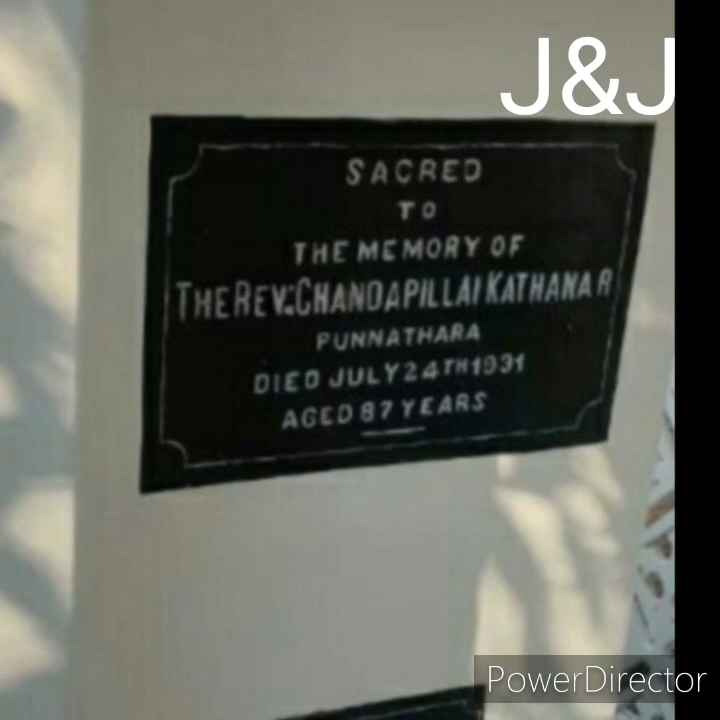 J&J
SACRED
TO
THE MEMORY OF
THE REV: CHANDAPILLAI KATHANAR
PUNNATHARA
DIED JULY 24TH 1931
AGED 87 YEARS
PowerDirector